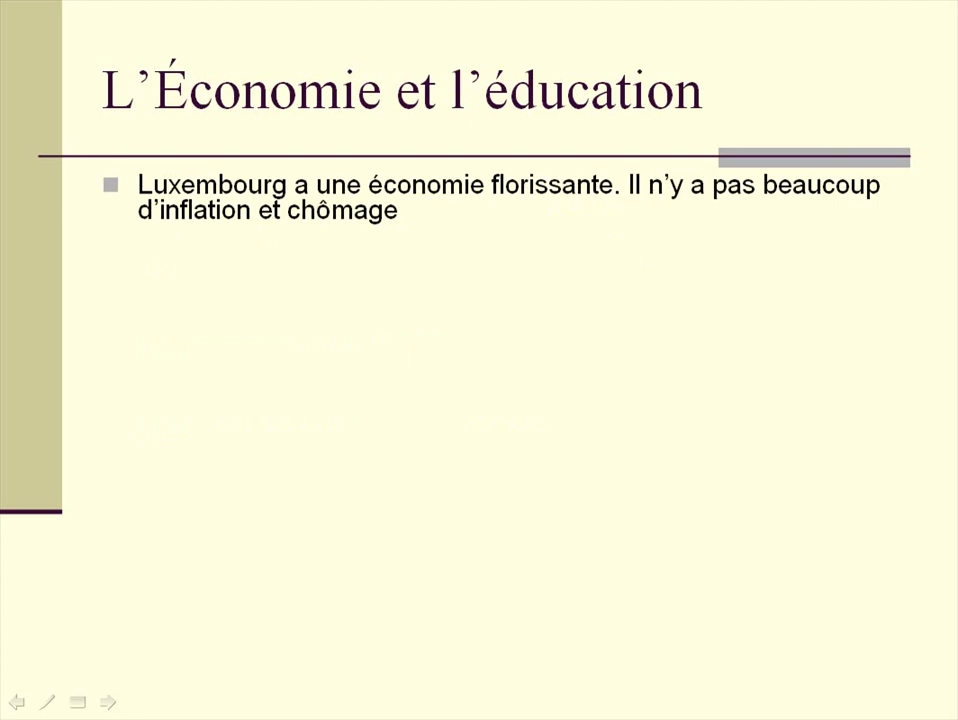 L’Économie et l’éducation
Luxembourg a une économie florissante. Il n’y a pas beaucoup
d’inflation et chômage